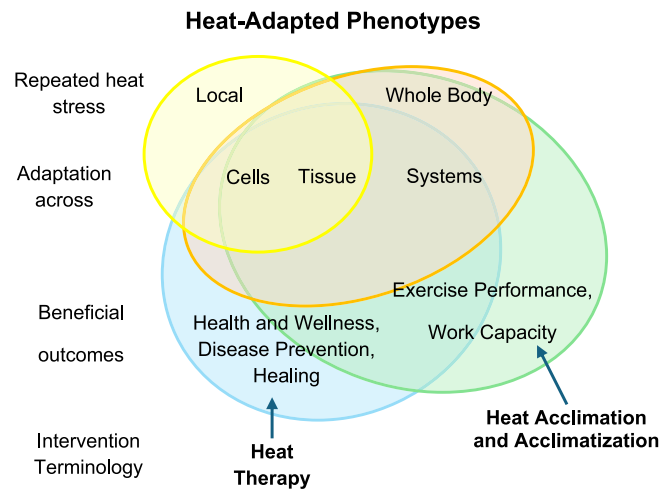 Heat-Adapted Phenotypes
Repeated heat
stress
Local
Whole Body
Adaptation
across
Cells
Tissue
Systems
Beneficial
outcomes
Health and Wellness,
Disease Prevention,
Healing
Exercise Performance,
Work Capacity
Intervention
Terminology
Heat
Therapy
Heat Acclimation
and Acclimatization